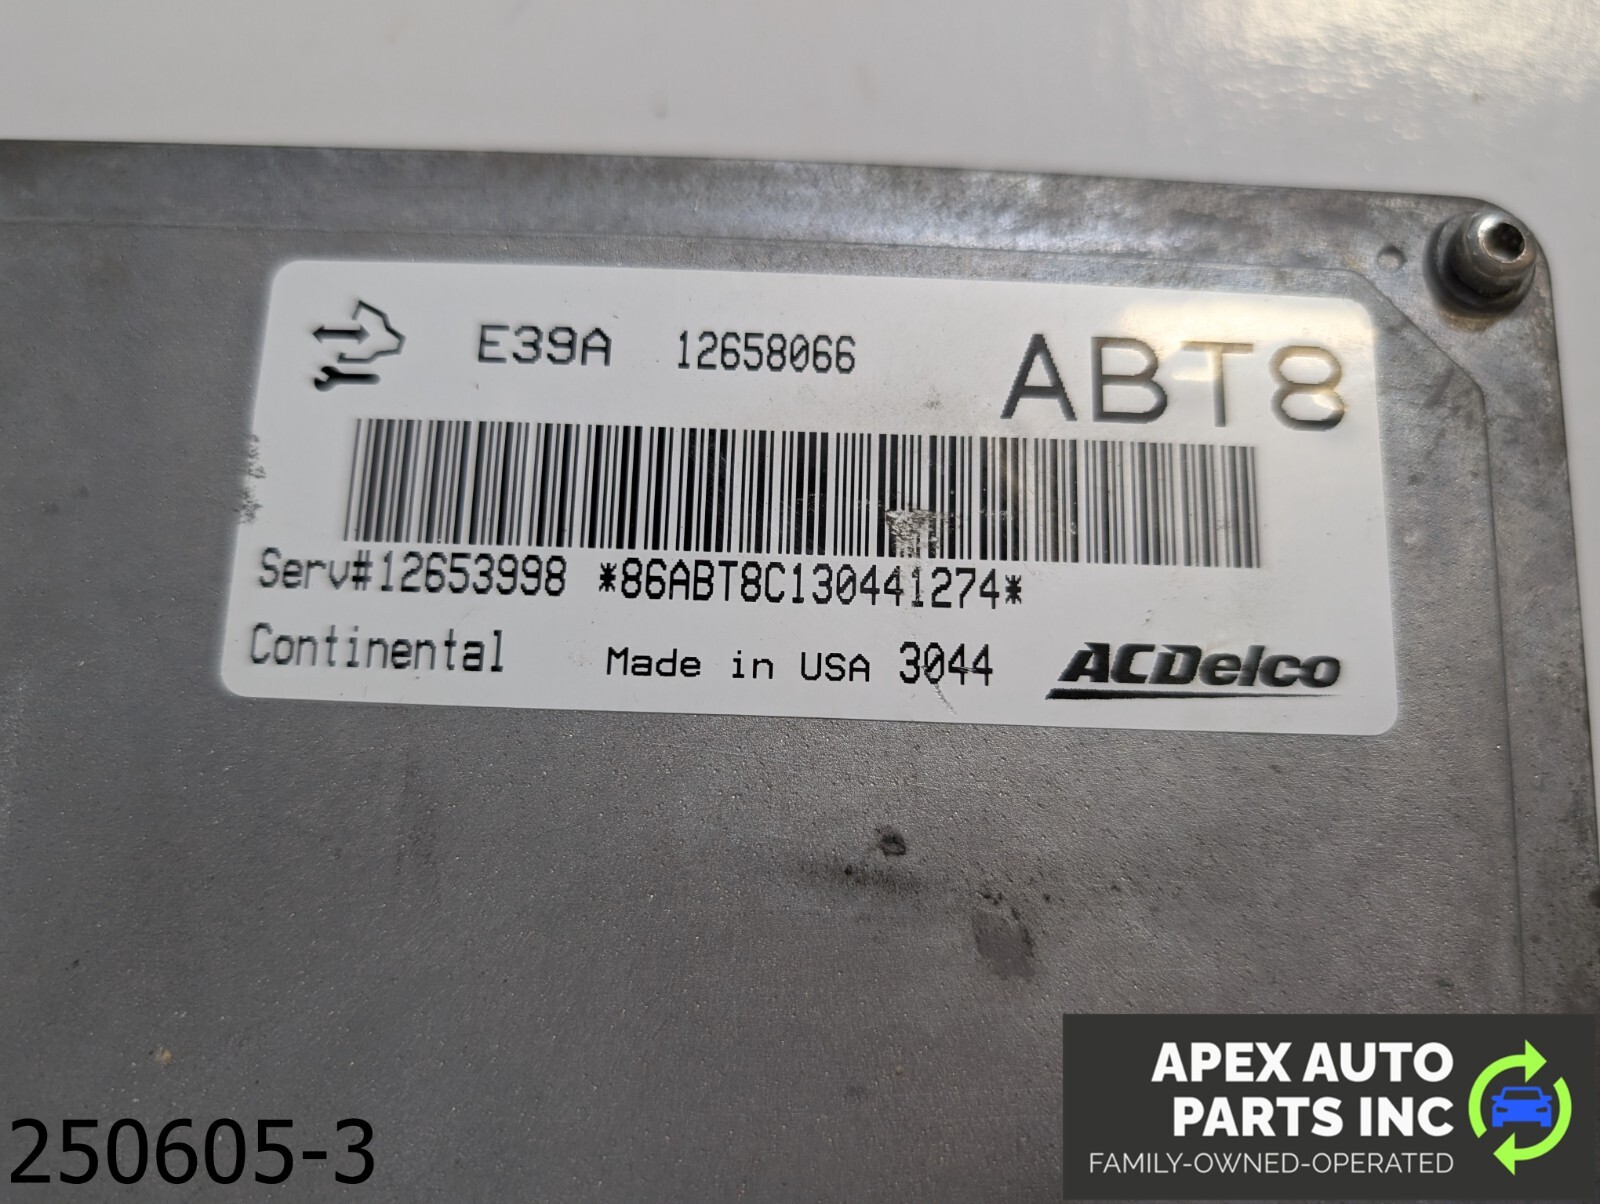 E39A 12658066 ABT8
Serv#12653998 *86ABT8C130441274*
Continental Made in USA 3044 ACDelco
APEX AUTO
PARTS INC
FAMILY-OWNED-OPERATED
250605-3